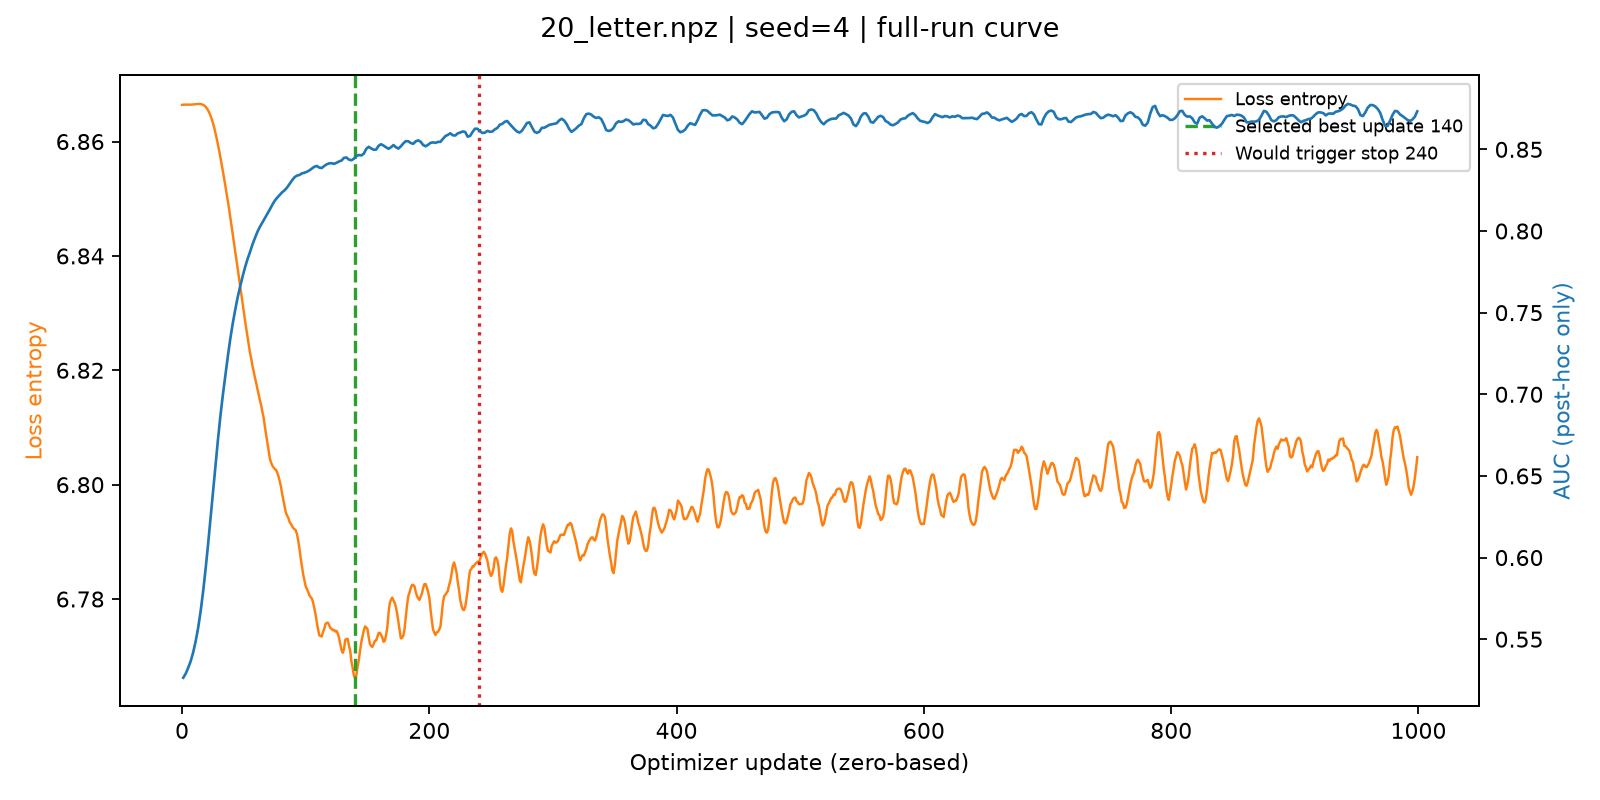 20_letter.npz | seed=4 | full-run curve
Loss entropy
Selected best update 140
Would trigger stop 240
6.86
6.84
6.82
6.80
6.78
Loss entropy
0.85
0.80
0.75
0.70
0.65
0.60
0.55
AUC (post-hoc only)
0 200 400 600 800 1000
Optimizer update (zero-based)